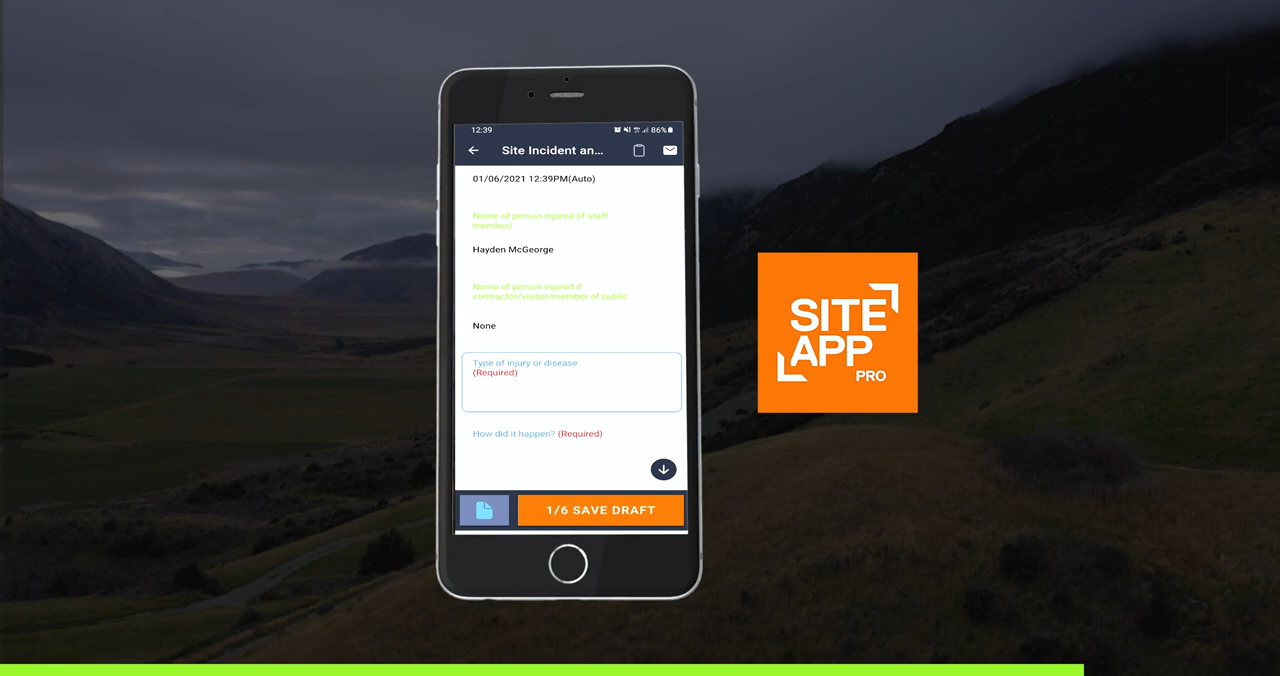 12:39
86%
Site Incident an...
01/06/2021 12:39PM(Auto)
Name of person injured (if staff
member)
Hayden McGeorge
Name of person injured if
contractor/visitor/member of public
None
Type of injury or disease
(Required)
How did it happen? (Required)
1/6 SAVE DRAFT
SITE
APP
PRO